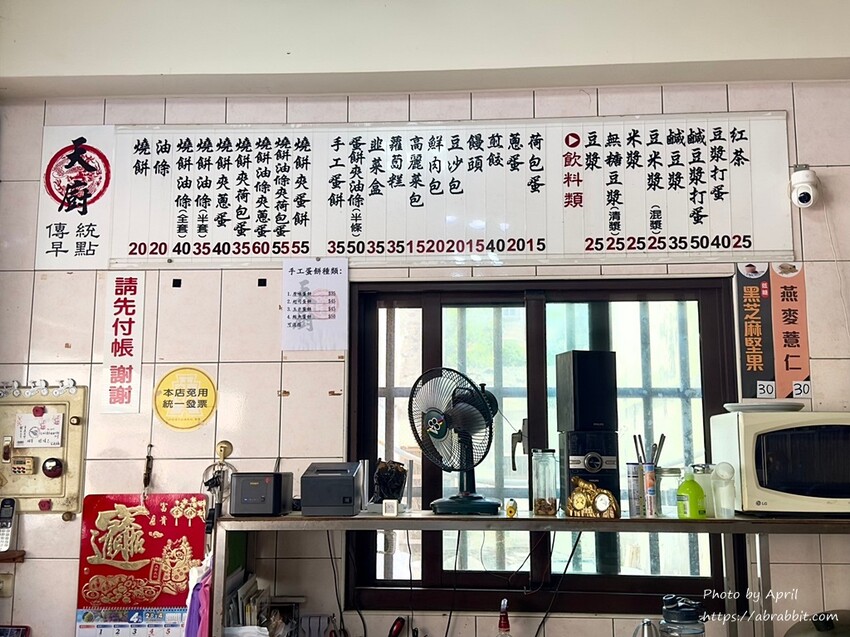 天廚
傳統
早點
燒餅 20
油條 20
燒餅油條(全套) 40
燒餅油條(半套) 35
燒餅夾蔥蛋 40
燒餅夾荷包蛋 35
燒餅油條夾蔥蛋 60
燒餅油條夾荷包蛋 55
燒餅夾蛋餅 55
手工蛋餅 35
蛋餅夾油條(半條) 50
韭菜盒 35
蘿蔔糕 35
高麗菜包 15
鮮肉包 20
豆沙包 20
饅頭 15
煎餃 40
蔥蛋 20
荷包蛋 15
飲料類
豆漿 25
無糖豆漿(清漿) 25
米漿 25
豆米漿(混漿) 25
鹹豆漿 35
鹹豆漿打蛋 50
豆漿打蛋 40
紅茶 25
請先付帳 謝謝
手工蛋餅種類:
本店免用
統一發票
黑芝麻堅果 30
燕麥薏仁 30
富貴
4
1 2 3 4 5
LG
Photo by April
https://abrabbit.com